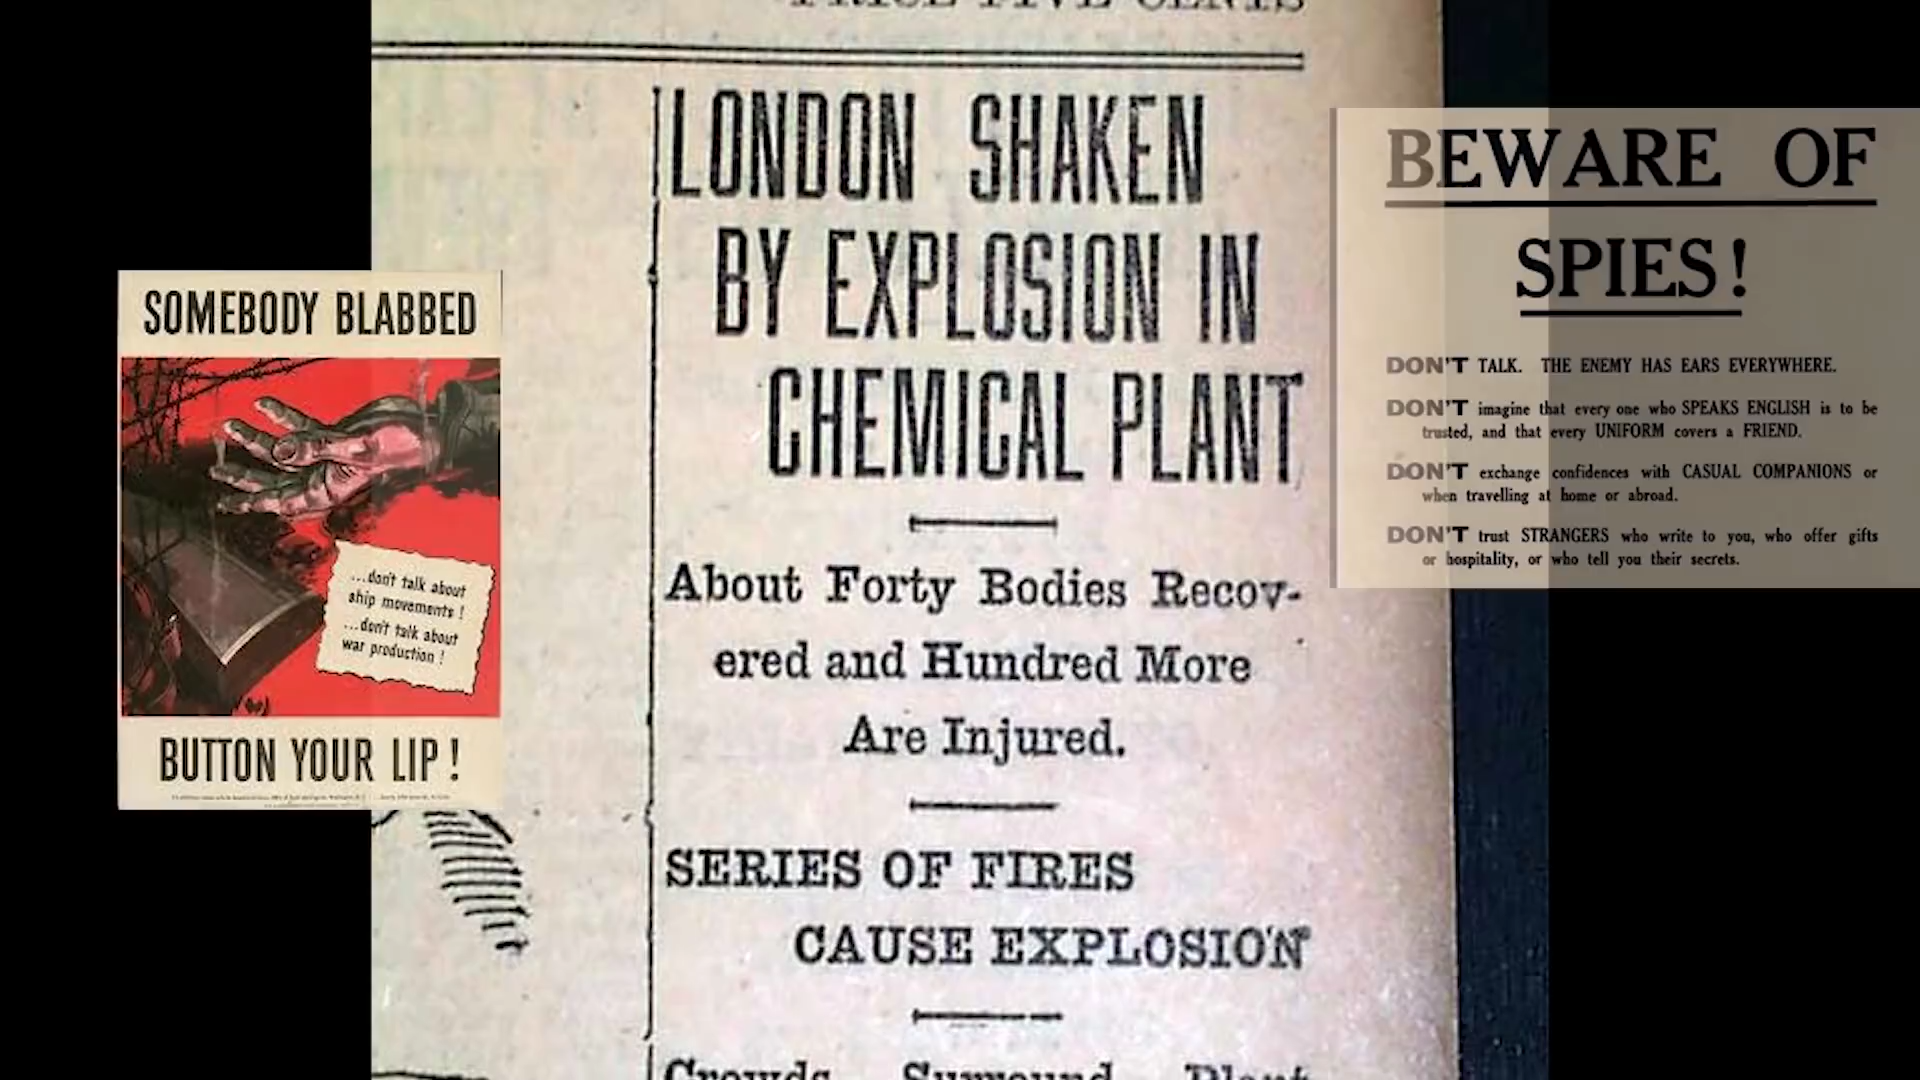 PRICE FIVE CENTS
LONDON SHAKEN
BY EXPLOSION IN
CHEMICAL PLANT
About Forty Bodies Recov-
ered and Hundred More
Are Injured.
SERIES OF FIRES
CAUSE EXPLOSION
Crowds Surround Plant
SOMEBODY BLABBED
...don't talk about
ship movements!
...don't talk about
war production!
BUTTON YOUR LIP!
BEWARE OF
SPIES!
DON'T TALK. THE ENEMY HAS EARS EVERYWHERE.
DON'T imagine that every one who SPEAKS ENGLISH is to be
trusted, and that every UNIFORM covers a FRIEND.
DON'T exchange confidences with CASUAL COMPANIONS or
when travelling at home or abroad.
DON'T trust STRANGERS who write to you, who offer gifts
or hospitality, or who tell you their secrets.